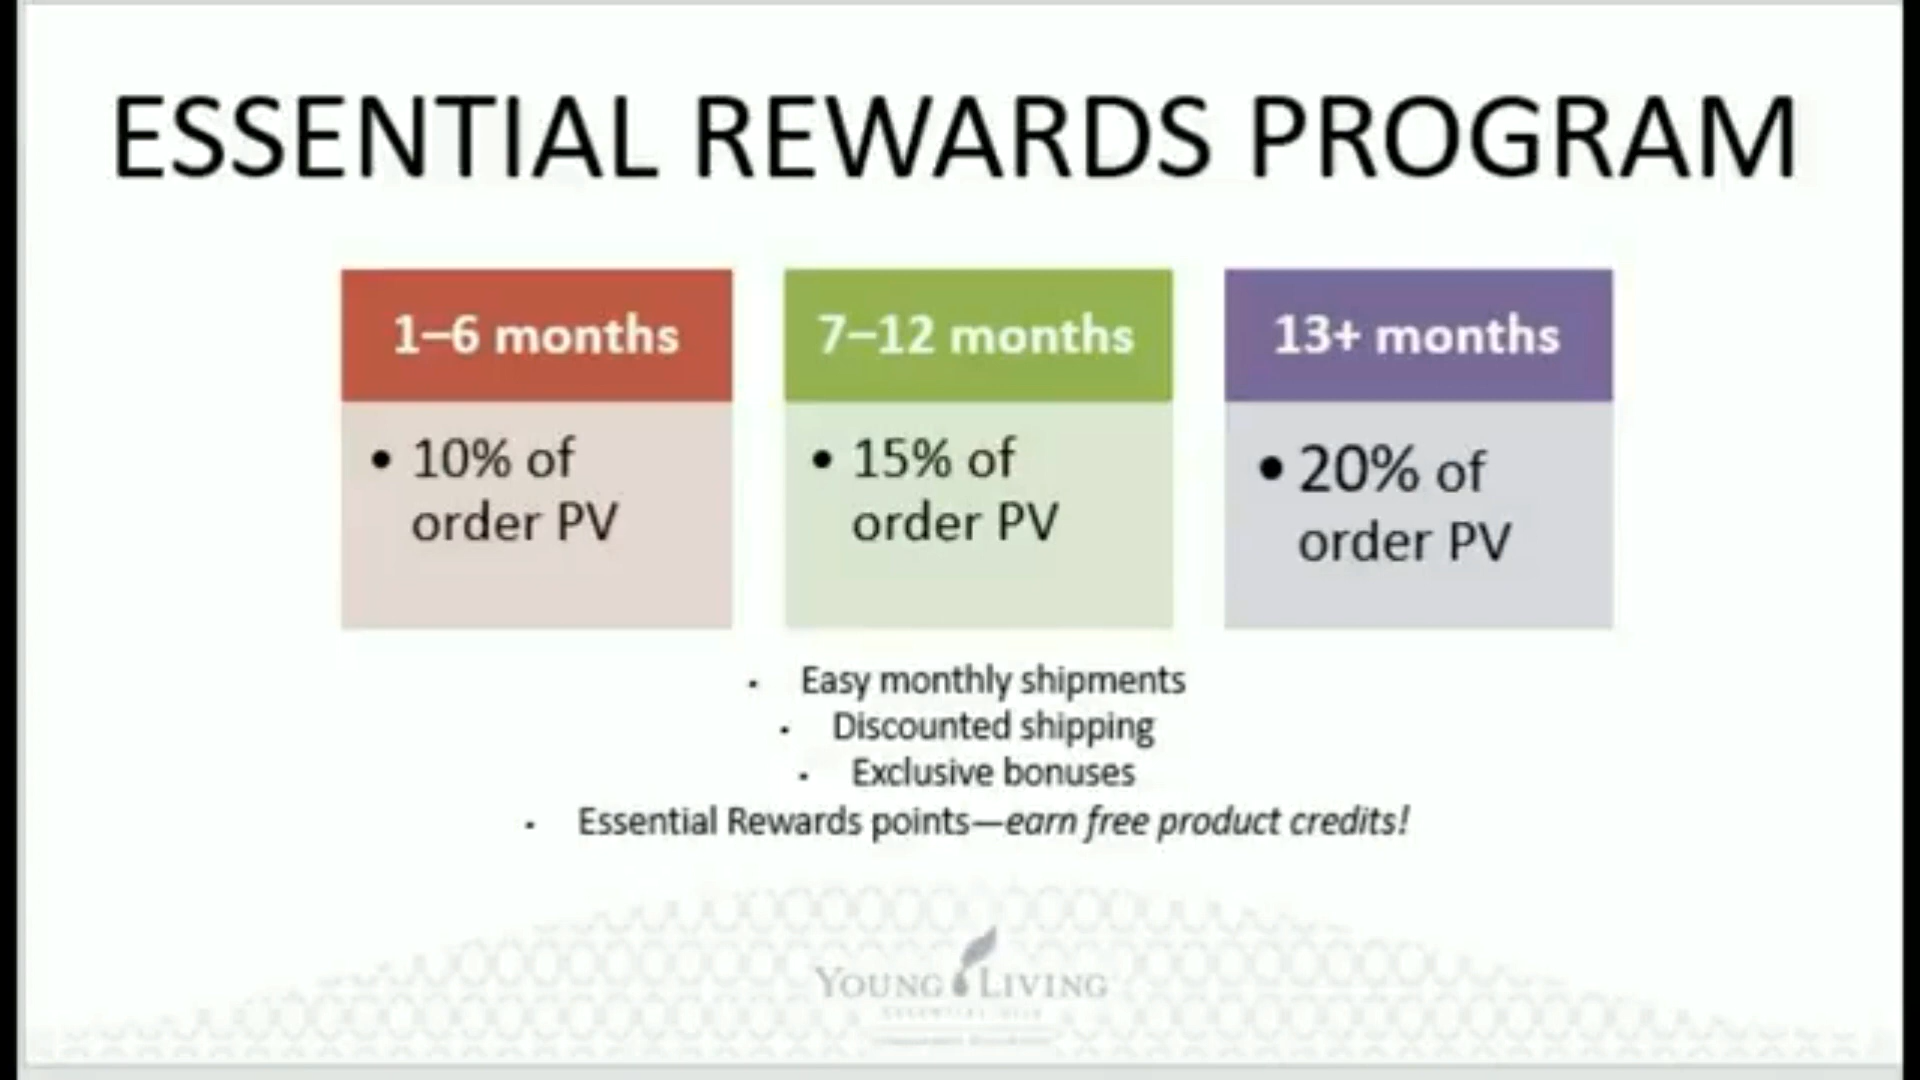 ESSENTIAL REWARDS PROGRAM
1–6 months
• 10% of
order PV
7–12 months
• 15% of
order PV
13+ months
• 20% of
order PV
• Easy monthly shipments
• Discounted shipping
• Exclusive bonuses
• Essential Rewards points—earn free product credits!
YOUNG LIVING
ESSENTIAL OILS